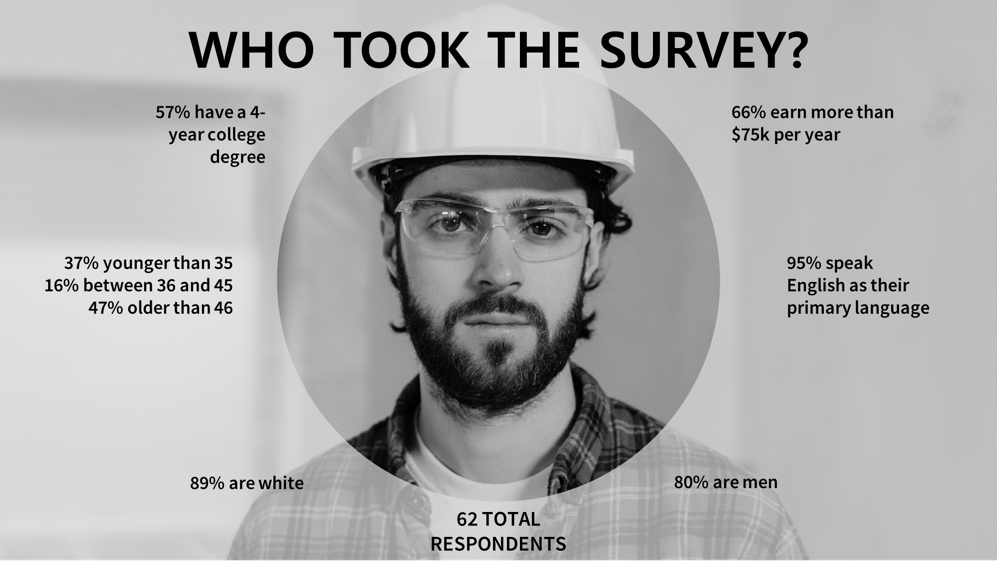 WHO TOOK THE SURVEY?
57% have a 4-
year college
degree
66% earn more than
$75k per year
37% younger than 35
16% between 36 and 45
47% older than 46
95% speak
English as their
primary language
89% are white
80% are men
62 TOTAL
RESPONDENTS